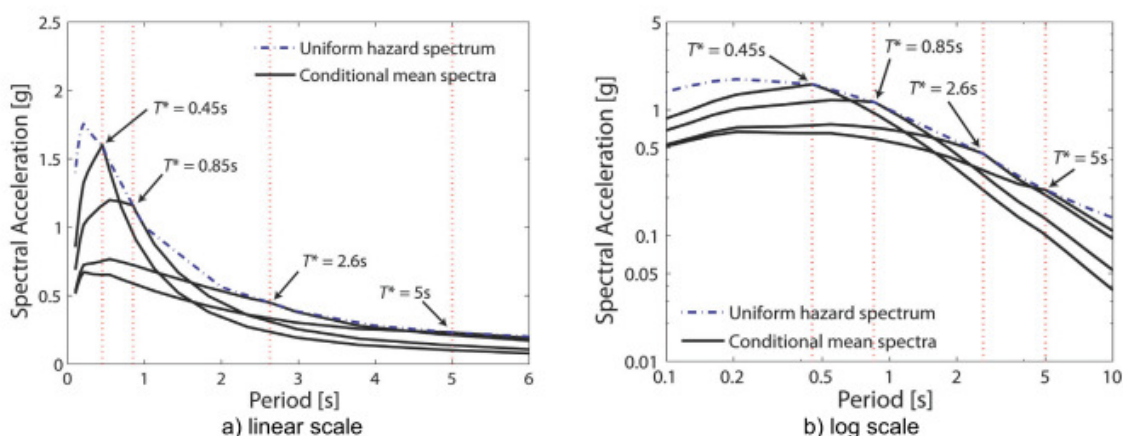 Spectral Acceleration [g]
2.5
2
1.5
1
0.5
0
Uniform hazard spectrum
Conditional mean spectra
T* = 0.45s
T* = 0.85s
T* = 2.6s
T* = 5s
0 1 2 3 4 5 6
Period [s]
a) linear scale
Spectral Acceleration [g]
5
1
0.5
0.1
0.05
0.01
T* = 0.45s
T* = 0.85s
T* = 2.6s
T* = 5s
Uniform hazard spectrum
Conditional mean spectra
0.1 0.2 0.5 1 2 5 10
Period [s]
b) log scale